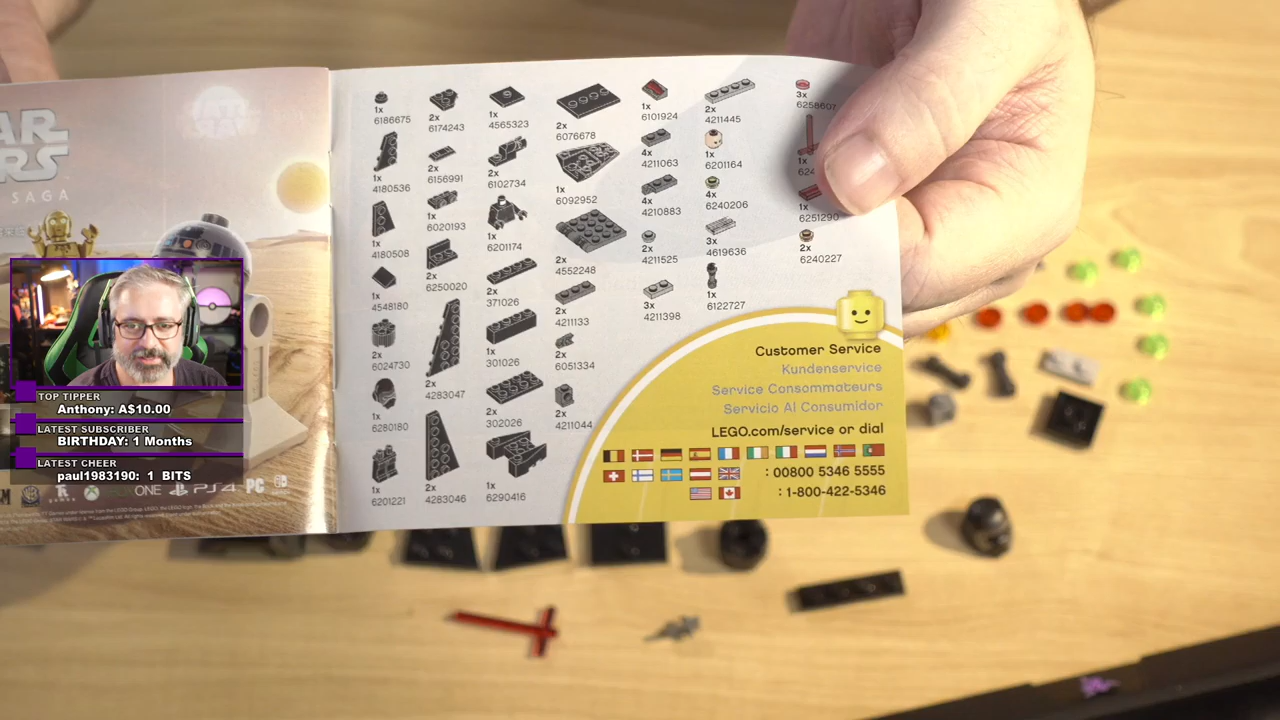 AR
RS
SAGA
1x
6186675
1x
4180536
1x
4180508
1x
4548180
2x
6024730
1x
6280180
1x
6201221
2x
6174243
2x
6156991
1x
6020193
2x
6250020
2x
4283047
2x
4283046
1x
4565323
2x
6102734
1x
6201174
2x
371026
1x
301026
2x
302026
1x
6290416
2x
6076678
1x
6092952
2x
4552248
2x
4211133
2x
6051334
2x
4211044
1x
6101924
4x
4211063
4x
4210883
2x
4211525
3x
4211398
2x
4211445
1x
6201164
4x
6240206
3x
4619636
1x
6122727
3x
6258607
1x
624
1x
6251290
2x
6240227
Customer Service
Kundenservice
Service Consommateurs
Servicio Al Consumidor
LEGO.com/service or dial
: 00800 5346 5555
: 1-800-422-5346
TOP TIPPER
Anthony: A$10.00
LATEST SUBSCRIBER
BIRTHDAY: 1 Months
LATEST CHEER
paul1983190: 1 BITS
ONE PS4 PC